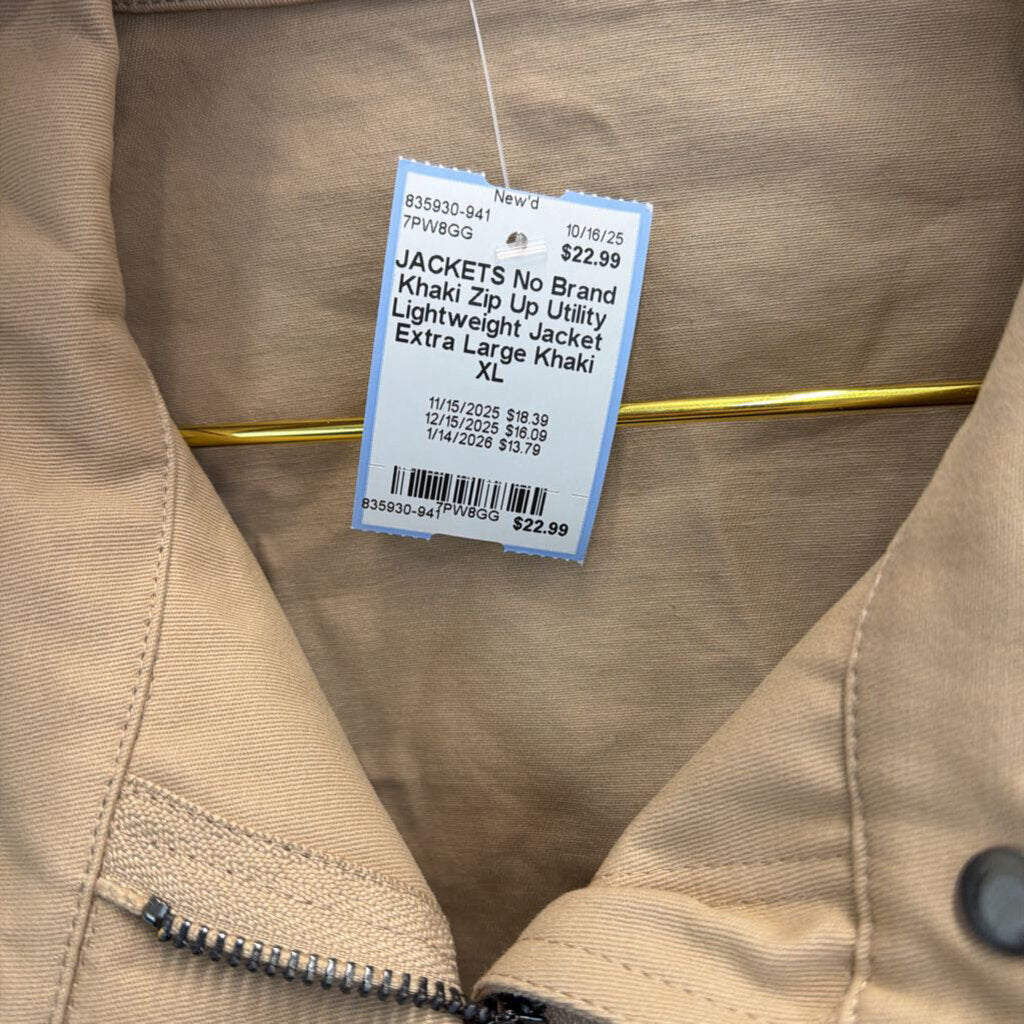 New'd
835930-941
7PW8GG
10/16/25
$22.99
JACKETS No Brand
Khaki Zip Up Utility
Lightweight Jacket
Extra Large Khaki
XL
11/15/2025 $18.39
12/15/2025 $16.09
1/14/2026 $13.79
835930-941 7PW8GG $22.99